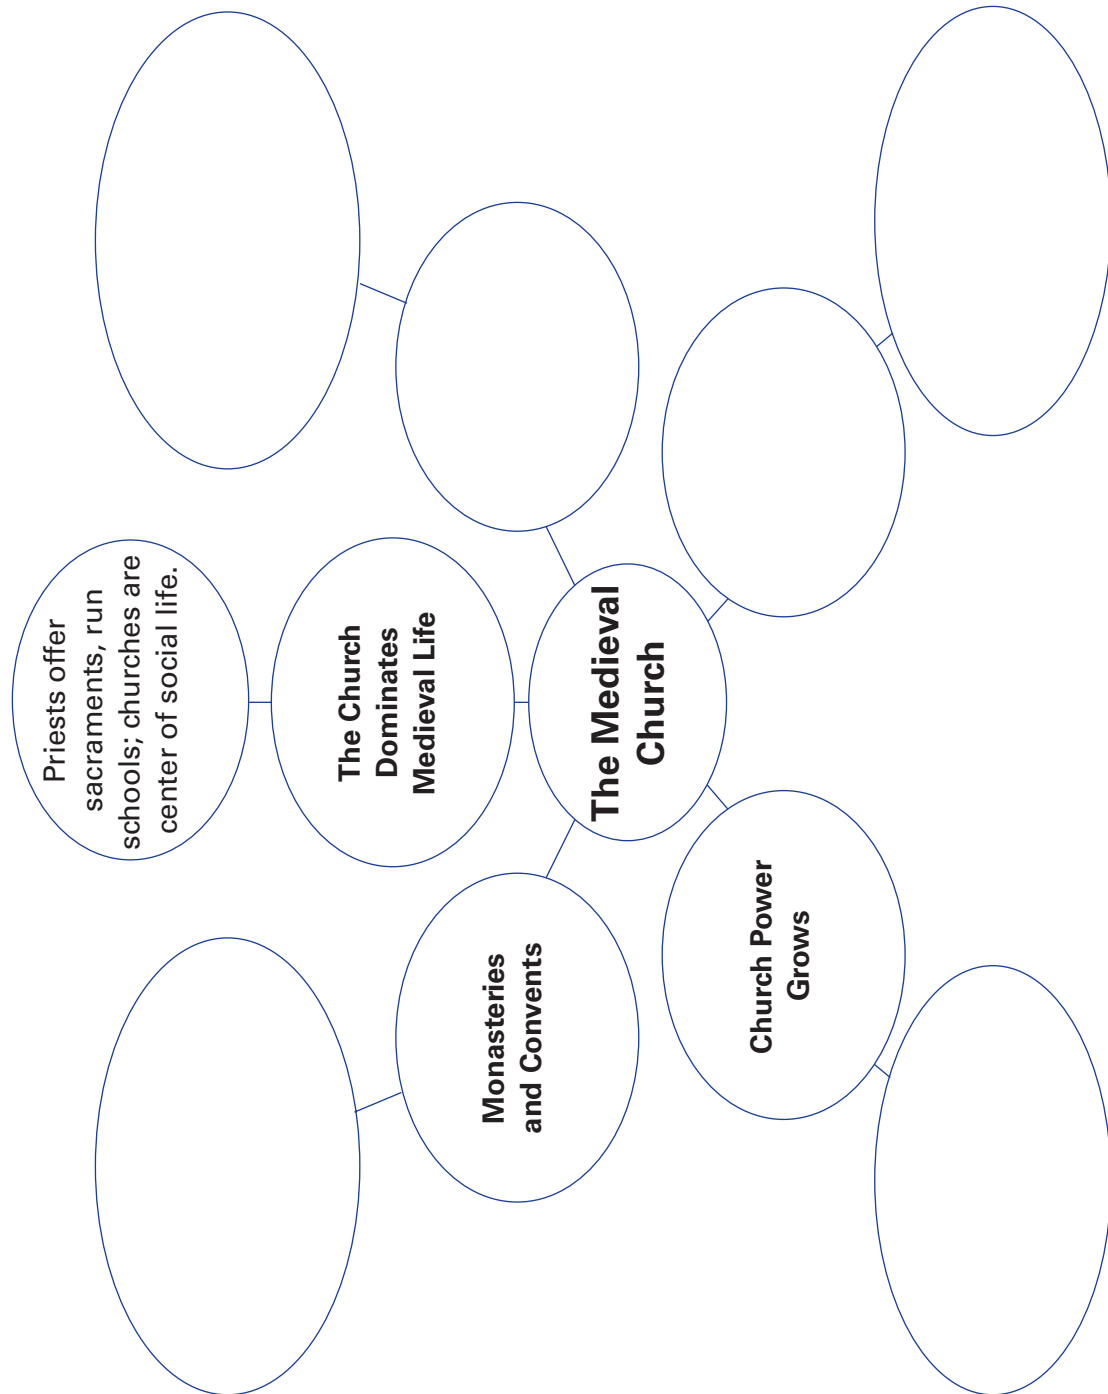 Priests offer
sacraments, run
schools; churches are
center of social life.
The Church
Dominates
Medieval Life
The Medieval
Church
Monasteries
and Convents
Church Power
Grows